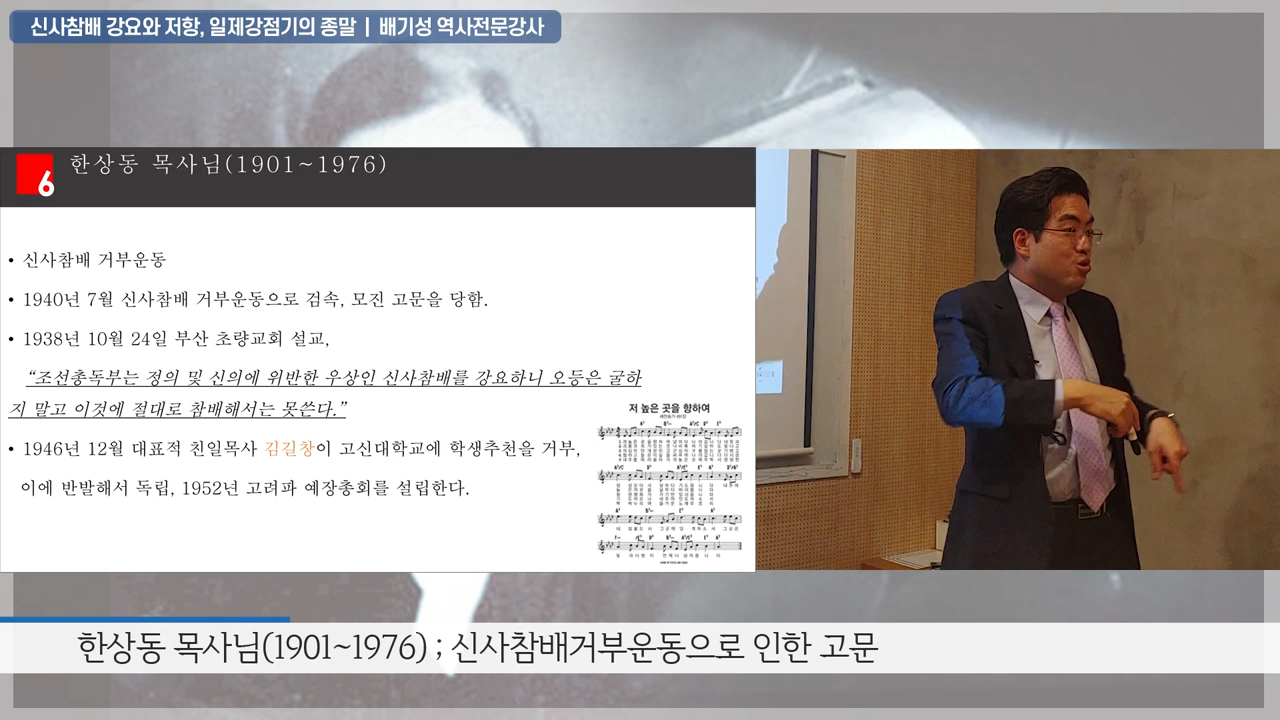 신사참배 강요와 저항, 일제강점기의 종말 | 배기성 역사전문강사
6
한상동 목사님(1901~1976)
• 신사참배 거부운동
• 1940년 7월 신사참배 거부운동으로 검속, 모진 고문을 당함.
• 1938년 10월 24일 부산 초량교회 설교,
“조선총독부는 정의 및 신의에 위반한 우상인 신사참배를 강요하니 오등은 굴하
지 말고 이것에 절대로 참배해서는 못쓴다.”
• 1946년 12월 대표적 친일목사 김길창이 고신대학교에 학생추천을 거부,
이에 반발해서 독립, 1952년 고려파 예장총회를 설립한다.
저 높은 곳을 향하여
한상동 목사님(1901~1976) ; 신사참배거부운동으로 인한 고문